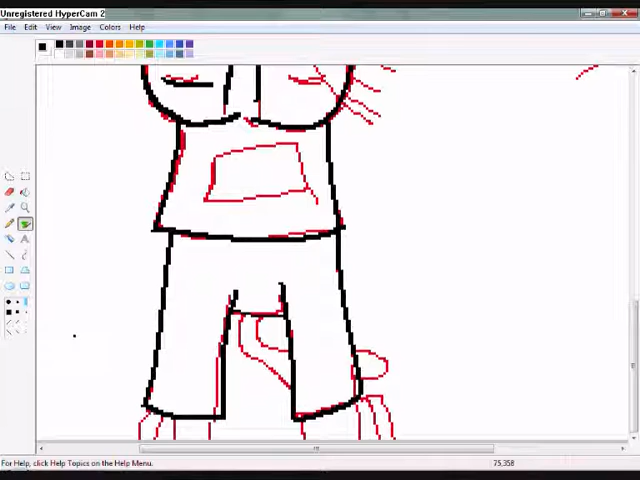 Unregistered HyperCam 2
File Edit View Image Colors Help
A
For Help, click Help Topics on the Help Menu. 75,358